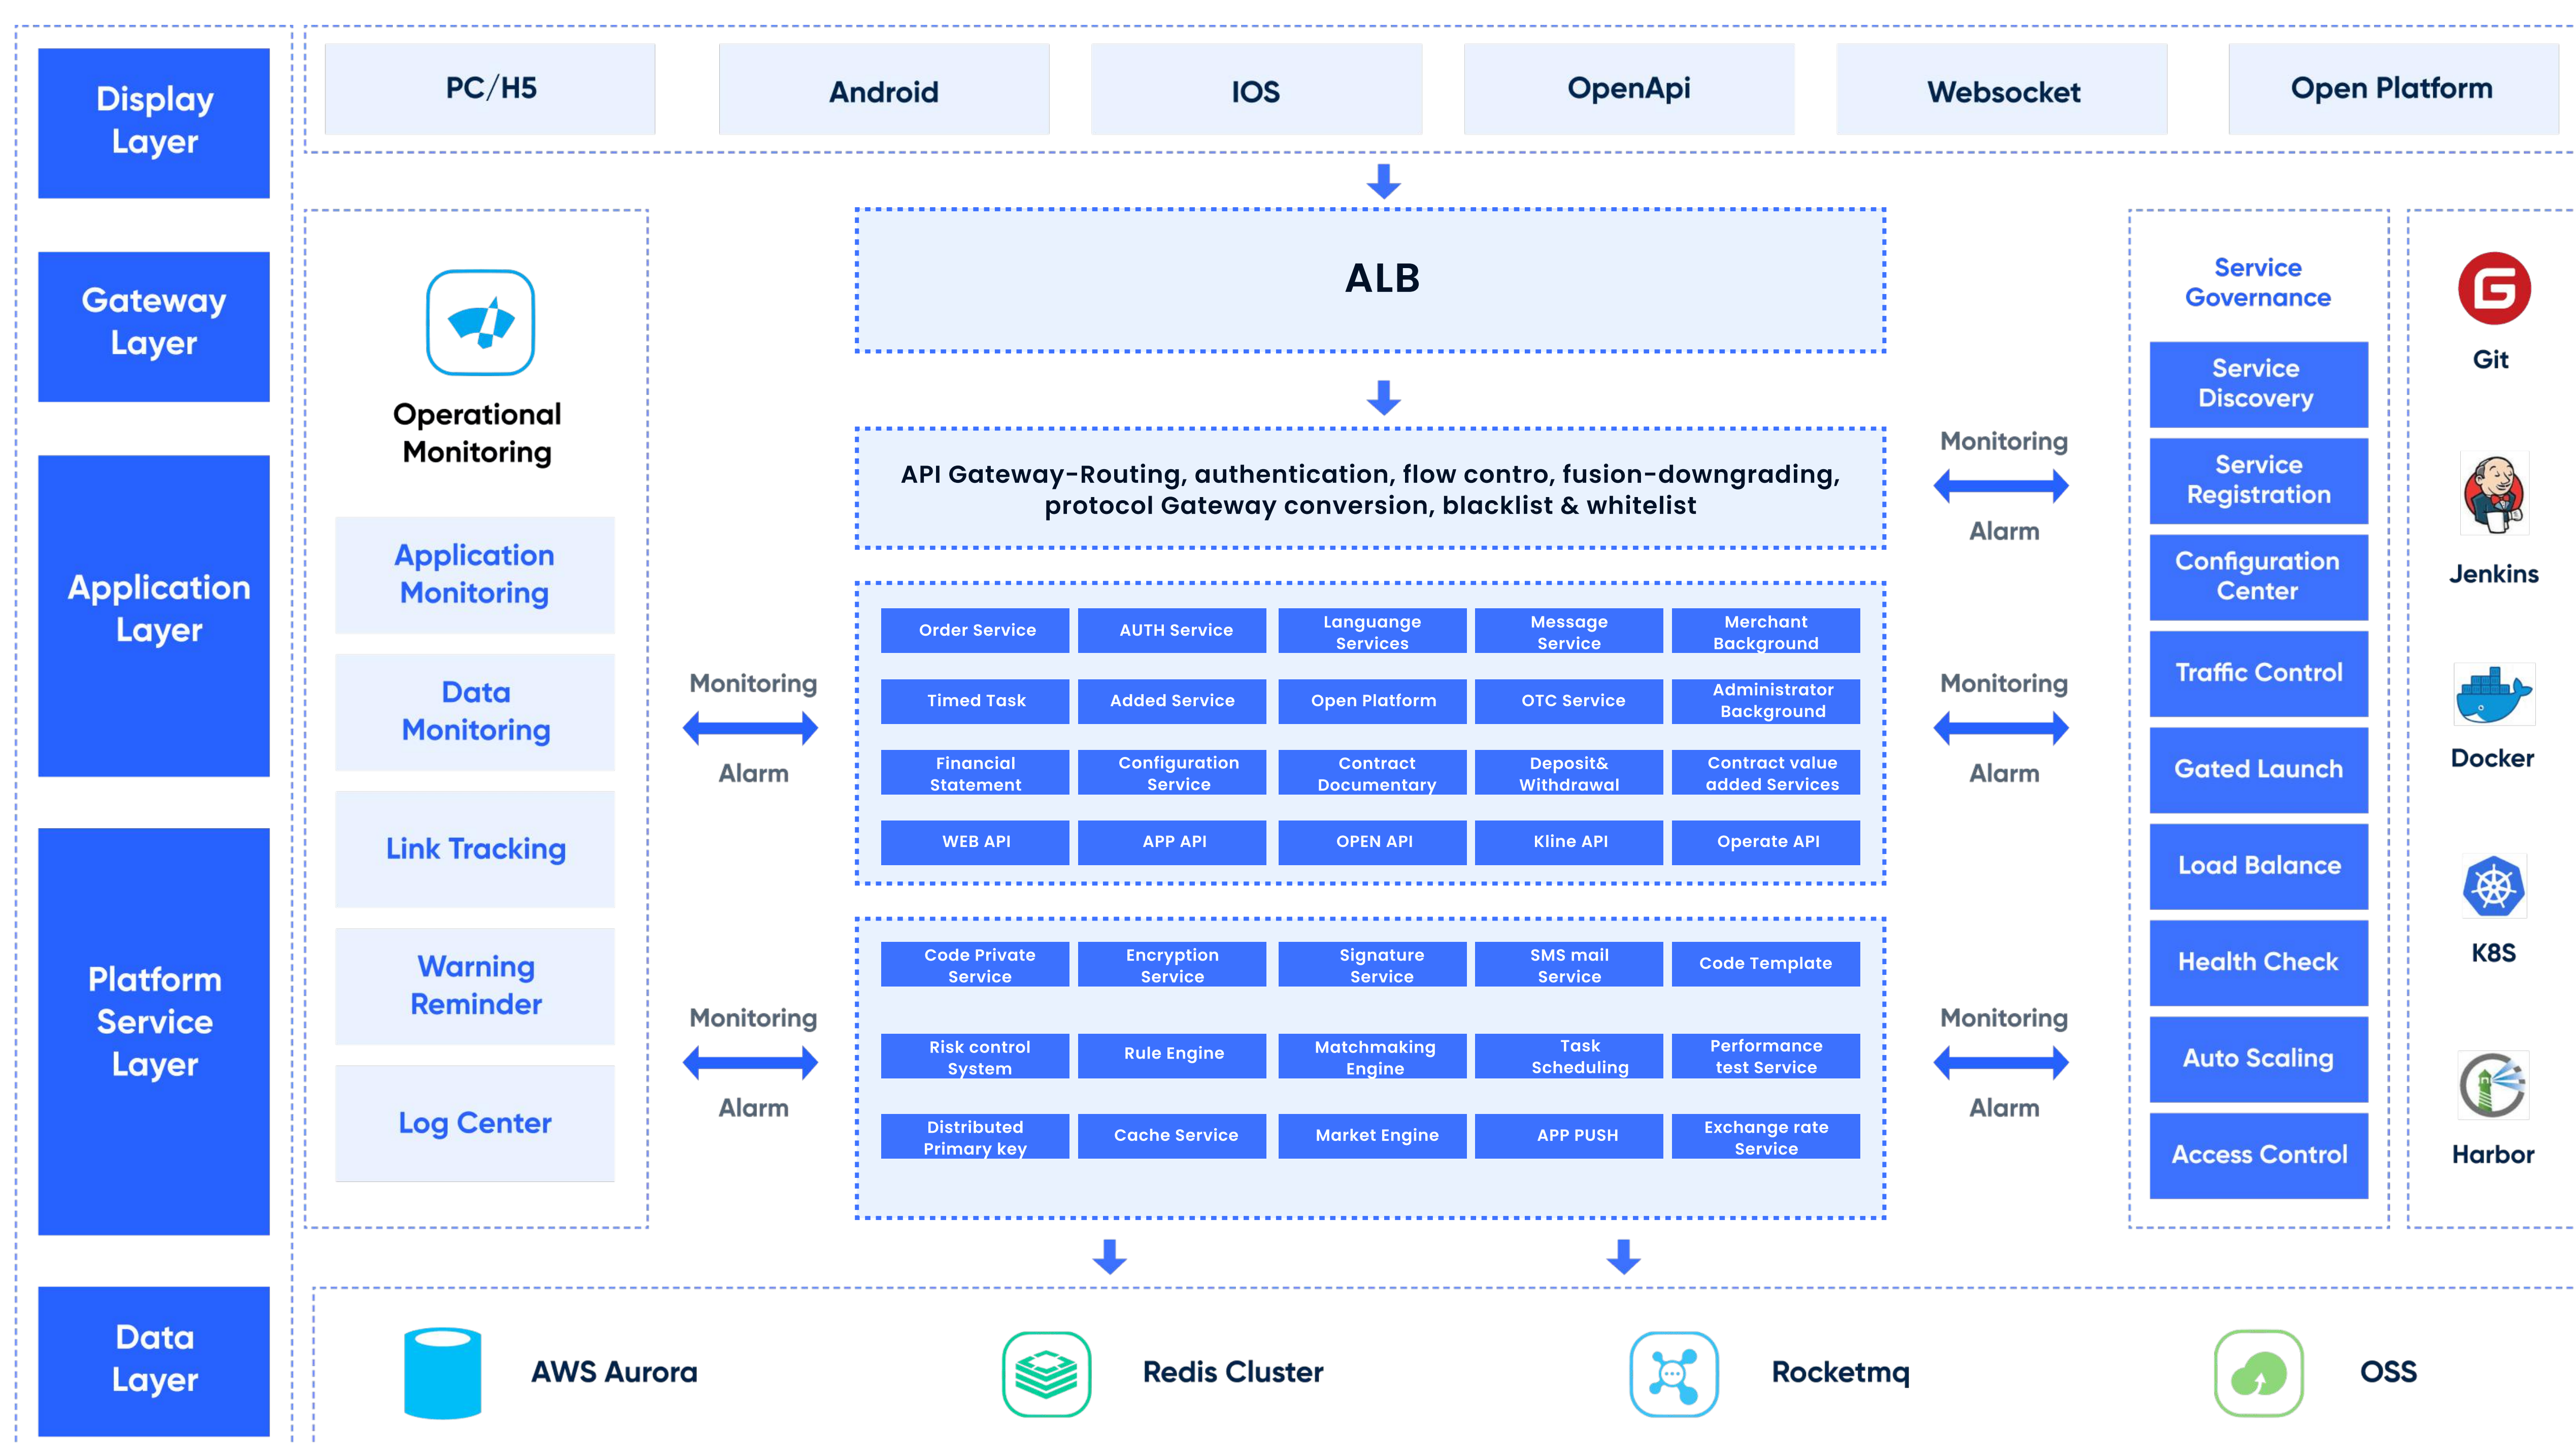 Display
Layer
Gateway
Layer
Application
Layer
Platform
Service
Layer
Data
Layer
PC/H5
Android
IOS
OpenApi
Websocket
Open Platform
Operational
Monitoring
Application
Monitoring
Data
Monitoring
Link Tracking
Warning
Reminder
Log Center
Monitoring
Alarm
Monitoring
Alarm
ALB
API Gateway-Routing, authentication, flow contro, fusion-downgrading,
protocol Gateway conversion, blacklist & whitelist
Order Service
AUTH Service
Languange
Services
Message
Service
Merchant
Background
Timed Task
Added Service
Open Platform
OTC Service
Administrator
Background
Financial
Statement
Configuration
Service
Contract
Documentary
Deposit&
Withdrawal
Contract value
added Services
WEB API
APP API
OPEN API
Kline API
Operate API
Code Private
Service
Encryption
Service
Signature
Service
SMS mail
Service
Code Template
Risk control
System
Rule Engine
Matchmaking
Engine
Task
Scheduling
Performance
test Service
Distributed
Primary key
Cache Service
Market Engine
APP PUSH
Exchange rate
Service
Monitoring
Alarm
Monitoring
Alarm
Monitoring
Alarm
Service
Governance
Service
Discovery
Service
Registration
Configuration
Center
Traffic Control
Gated Launch
Load Balance
Health Check
Auto Scaling
Access Control
Git
Jenkins
Docker
K8S
Harbor
AWS Aurora
Redis Cluster
Rocketmq
OSS